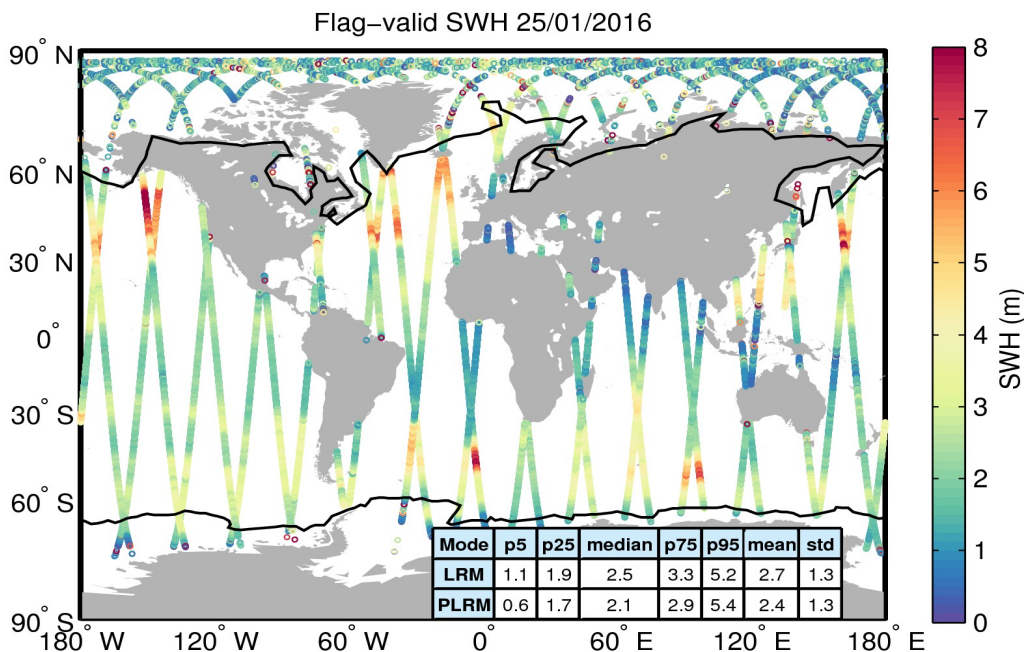 Flag−valid SWH 25/01/2016
90° N
60° N
30° N
0°
30° S
60° S
90° S
180° W
120° W
60° W
0°
60° E
120° E
180° E
Mode p5 p25 median p75 p95 mean std
LRM 1.1 1.9 2.5 3.3 5.2 2.7 1.3
PLRM 0.6 1.7 2.1 2.9 5.4 2.4 1.3
8
7
6
5
4
3
2
1
0
SWH (m)